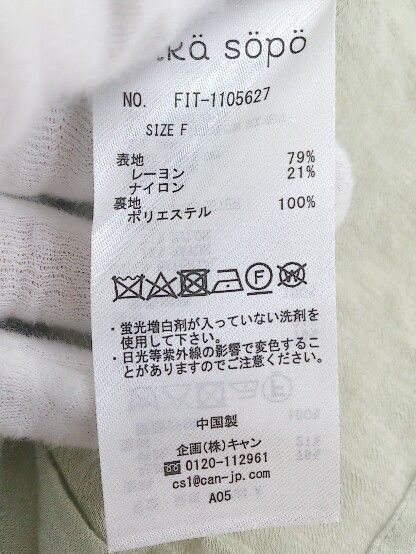 kä söpö
NO. FIT-1105627
SIZE F
表地 79%
レーヨン 21%
ナイロン
裏地 100%
ポリエステル
・蛍光増白剤が入っていない洗剤を
使用して下さい。
・日光等紫外線の影響で変色するこ
とがありますのでご注意下さい。
中国製
企画(株)キャン
0120-112961
cs1@can-jp.com
A05